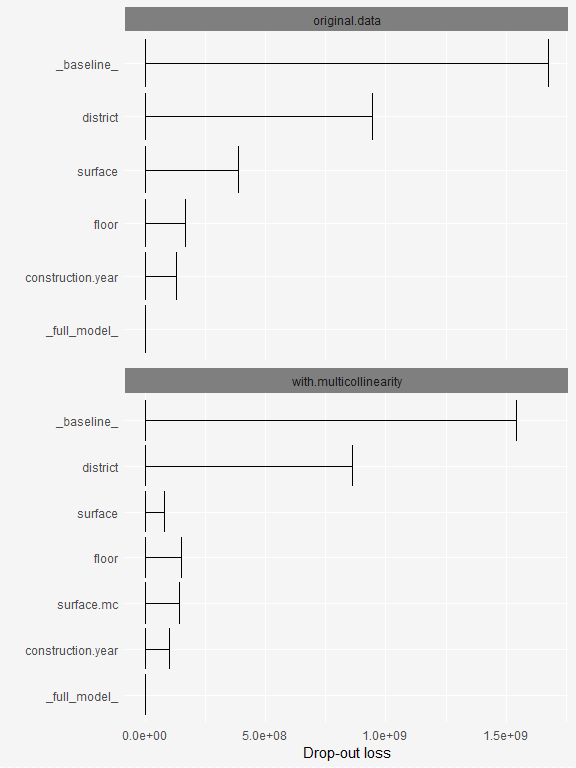 original.data
_baseline_
district
surface
floor
construction.year
_full_model_
with.multicollinearity
_baseline_
district
surface
floor
surface.mc
construction.year
_full_model_
0.0e+00 5.0e+08 1.0e+09 1.5e+09
Drop-out loss